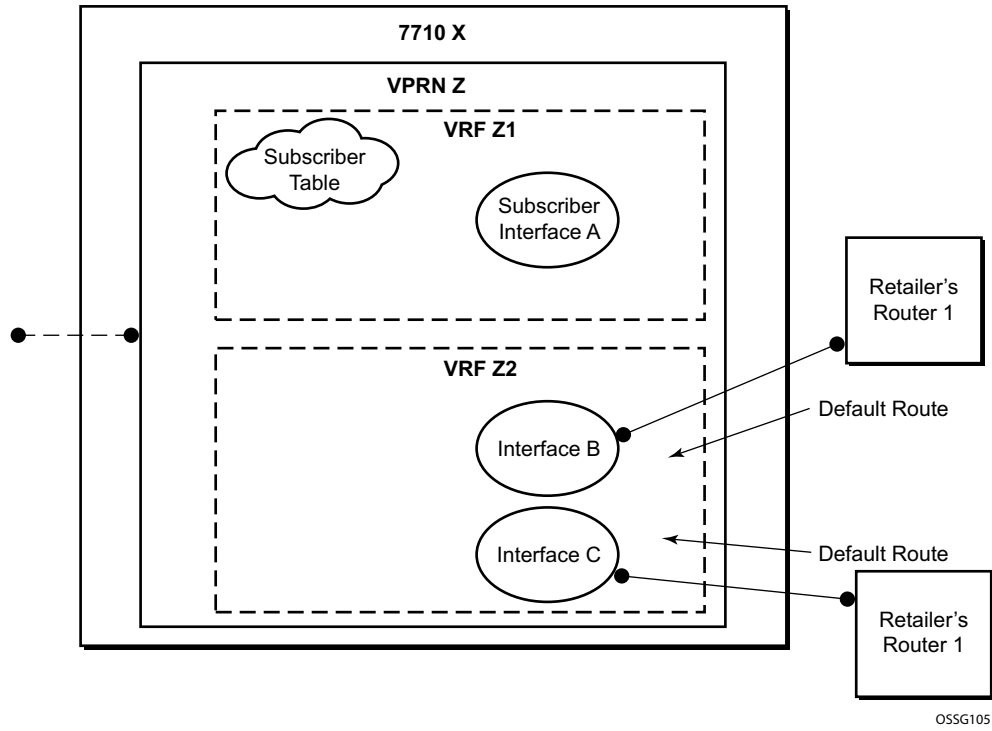 7710 X
VPRN Z
VRF Z1
Subscriber
Table
Subscriber
Interface A
Retailer's
Router 1
VRF Z2
Default Route
Interface B
Interface C
Default Route
Retailer's
Router 1
OSSG105